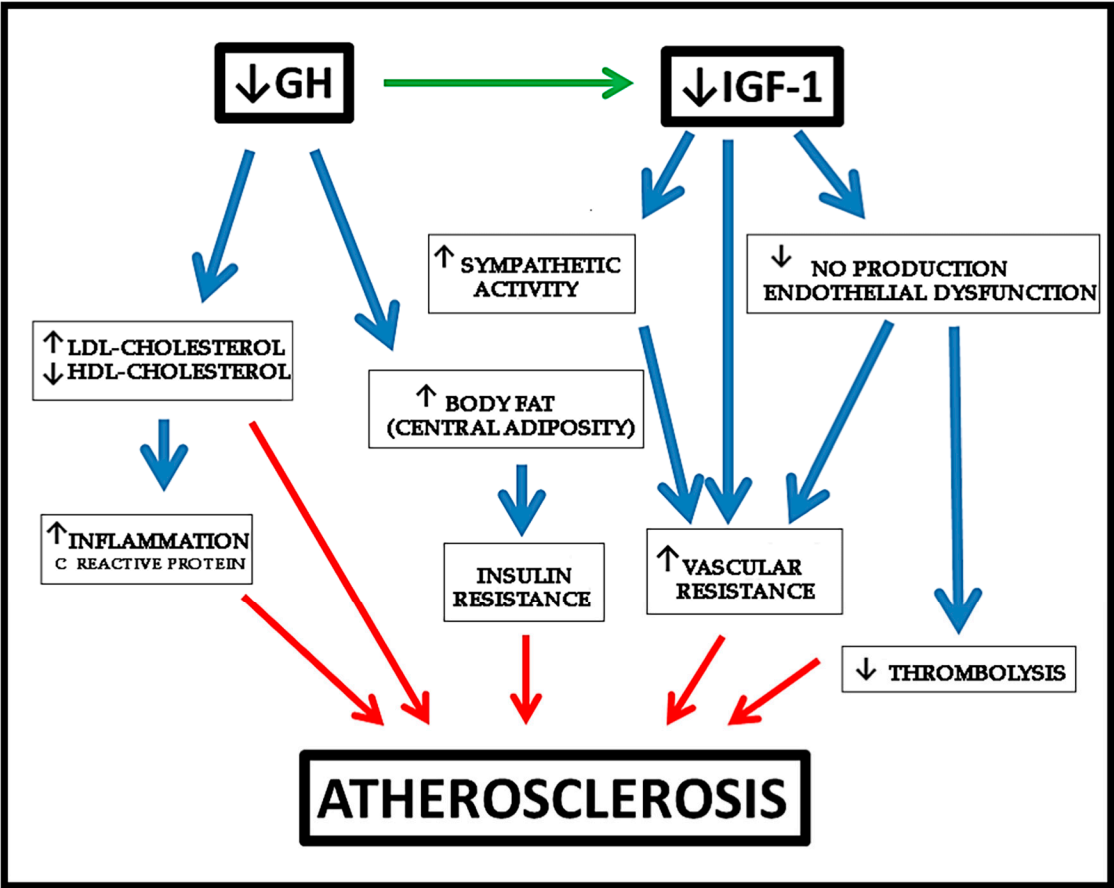 ↓GH
↓IGF-1
↑ SYMPATHETIC
ACTIVITY
↓ NO PRODUCTION
ENDOTHELIAL DYSFUNCTION
↑ LDL-CHOLESTEROL
↓ HDL-CHOLESTEROL
↑ BODY FAT
(CENTRAL ADIPOSITY)
↑ INFLAMMATION
C REACTIVE PROTEIN
INSULIN
RESISTANCE
↑ VASCULAR
RESISTANCE
↓ THROMBOLYSIS
ATHEROSCLEROSIS